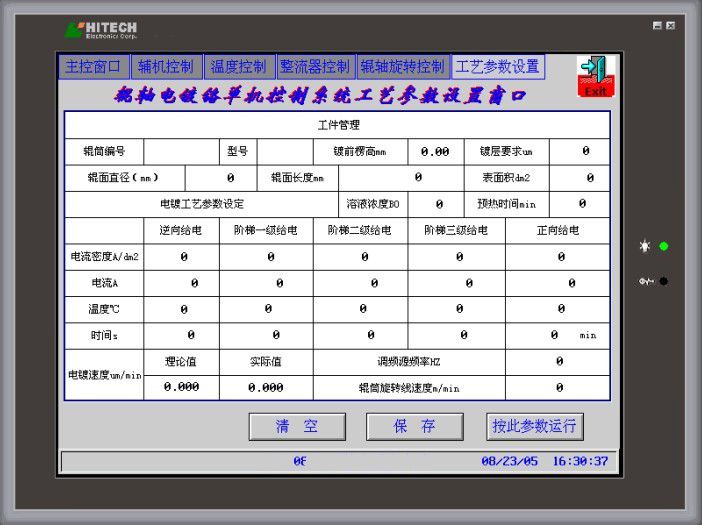 HITECH
Electronics Corp.
主控窗口 辅机控制 温度控制 整流器控制 辊轴旋转控制 工艺参数设置
Exit
辊轴电镀铬单机控制系统工艺参数设置窗口
工件管理
辊筒编号 型号 镀前楞高mm 0.00 镀层要求um 0
辊面直径(mm) 0 辊面长度mm 0 表面积dm2 0
电镀工艺参数设定 溶液浓度BO 0 预热时间min 0
逆向给电 阶梯一级给电 阶梯二级给电 阶梯三级给电 正向给电
电流密度A/dm2 0 0 0 0 0
电流A 0 0 0 0 0
温度℃ 0 0 0 0 0
时间s 0 0 0 0 0 min
电镀速度um/min 理论值 实际值 调频源频率HZ 0
0.000 0.000 辊筒旋转线速度m/min 0
清 空 保 存 按此参数运行
08/23/05 16:30:37